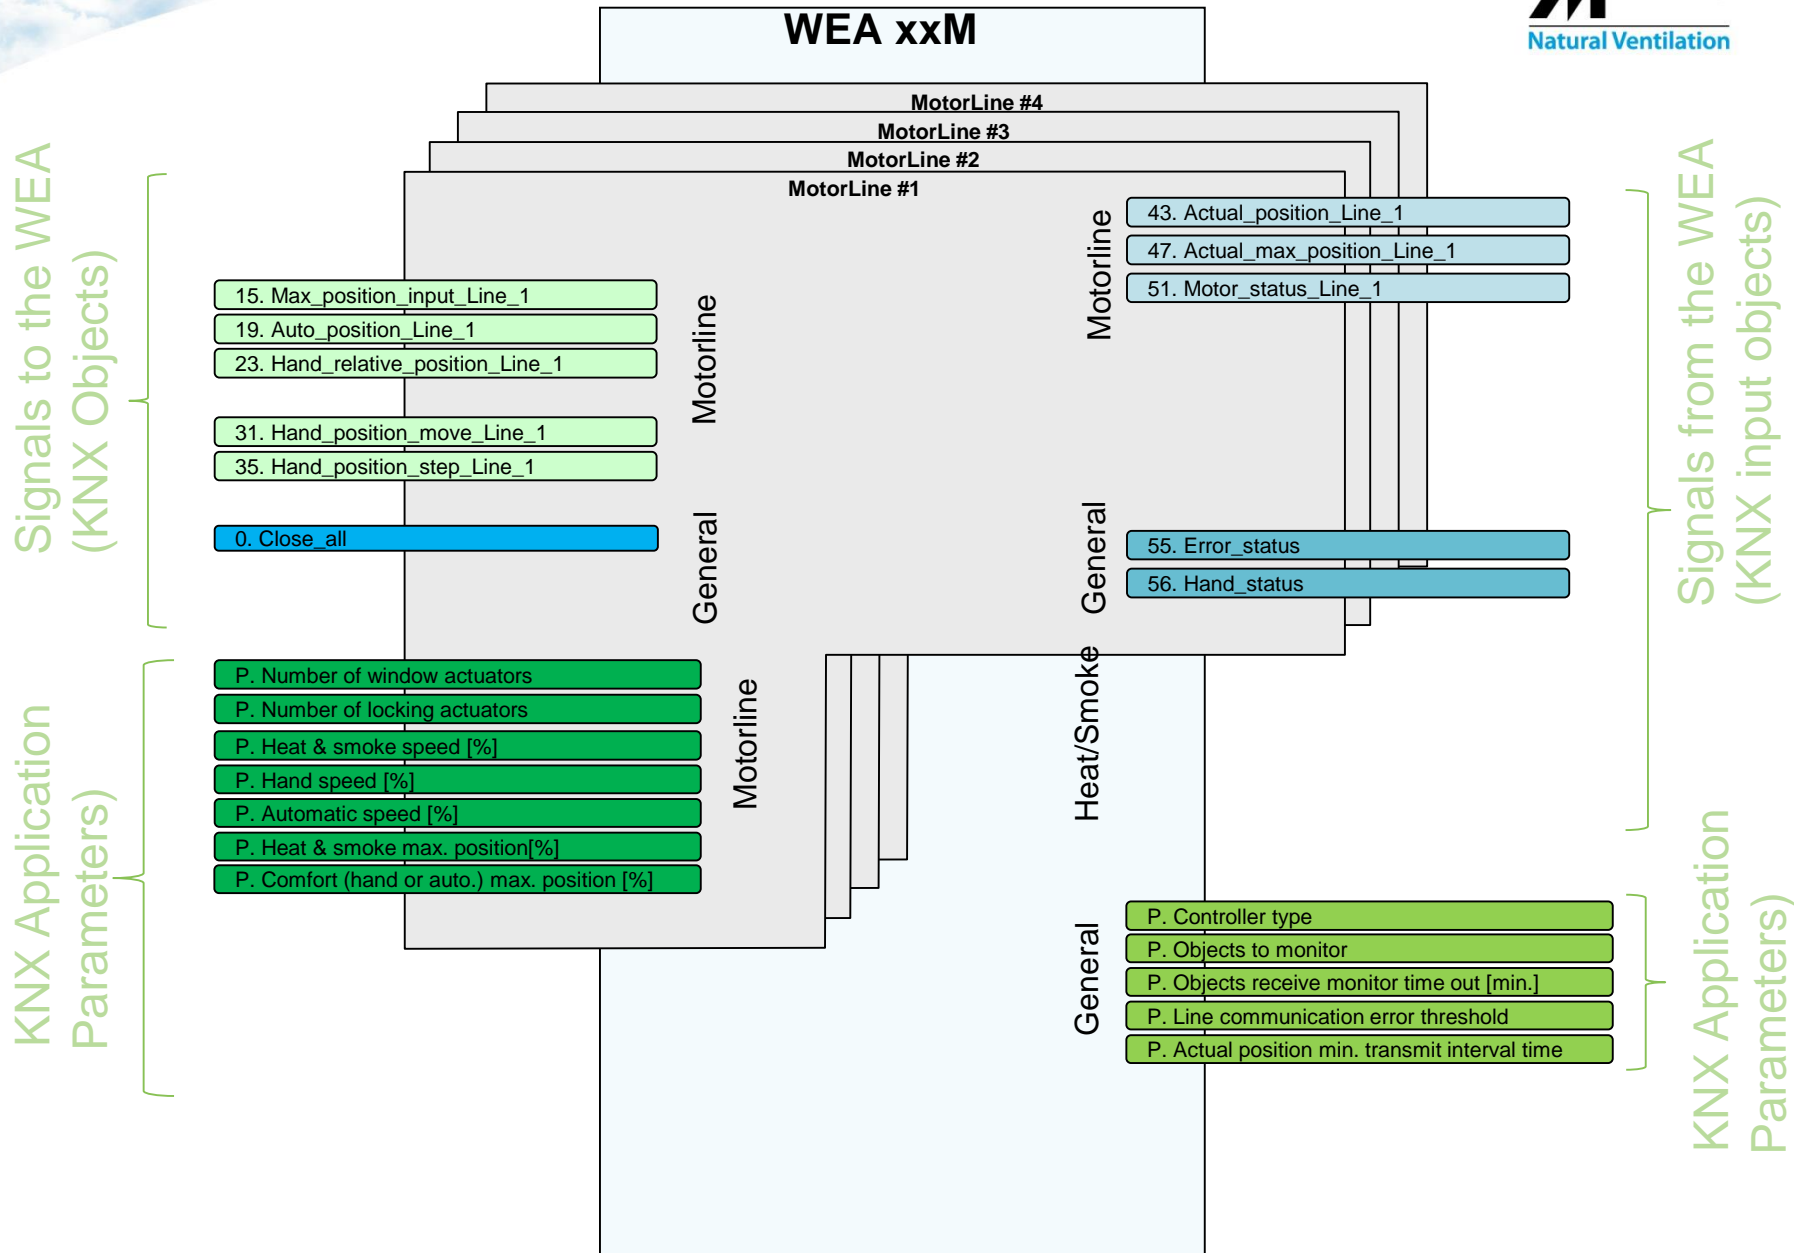 WEA xxM
Natural Ventilation
MotorLine #4
MotorLine #3
MotorLine #2
MotorLine #1
Signals to the WEA
(KNX Objects)
15. Max_position_input_Line_1
19. Auto_position_Line_1
23. Hand_relative_position_Line_1
31. Hand_position_move_Line_1
35. Hand_position_step_Line_1
Motorline
0. Close_all
General
KNX Application
Parameters)
P. Number of window actuators
P. Number of locking actuators
P. Heat & smoke speed [%]
P. Hand speed [%]
P. Automatic speed [%]
P. Heat & smoke max. position[%]
P. Comfort (hand or auto.) max. position [%]
Motorline
Motorline
43. Actual_position_Line_1
47. Actual_max_position_Line_1
51. Motor_status_Line_1
General
55. Error_status
56. Hand_status
Heat/Smoke
Signals from the WEA
(KNX input objects)
General
P. Controller type
P. Objects to monitor
P. Objects receive monitor time out [min.]
P. Line communication error threshold
P. Actual position min. transmit interval time
KNX Application
Parameters)